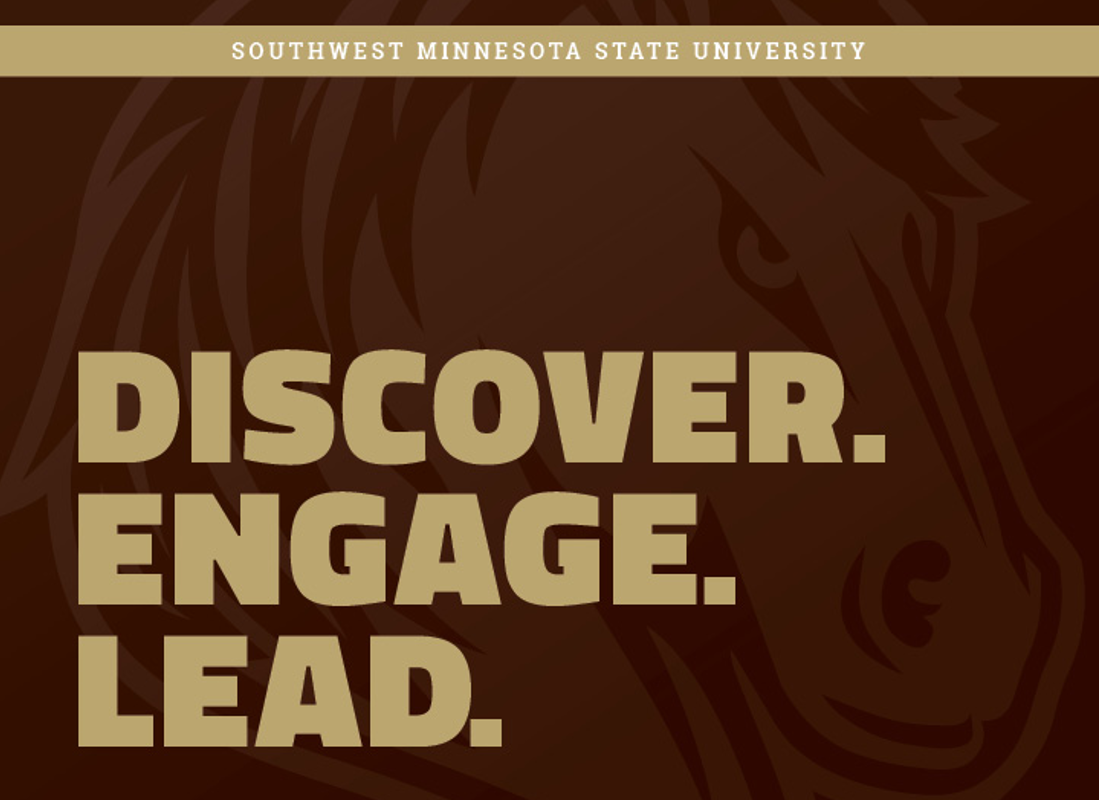 SOUTHWEST MINNESOTA STATE UNIVERSITY
DISCOVER.
ENGAGE.
LEAD.